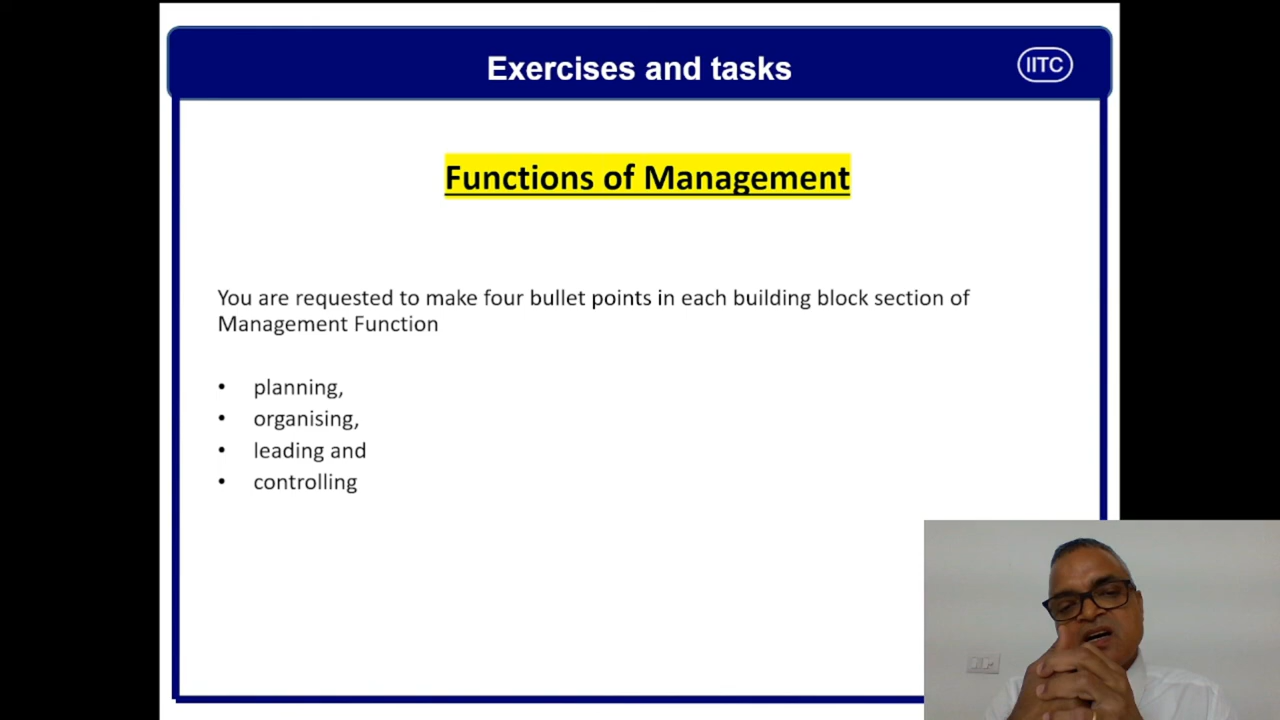 Exercises and tasks
IITC
Functions of Management
You are requested to make four bullet points in each building block section of
Management Function
• planning,
• organising,
• leading and
• controlling